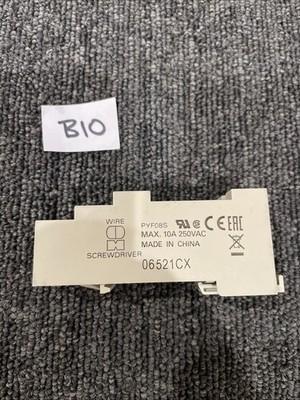 B10
WIRE
SCREWDRIVER
PYF08S
MAX. 10A 250VAC
MADE IN CHINA
06521CX